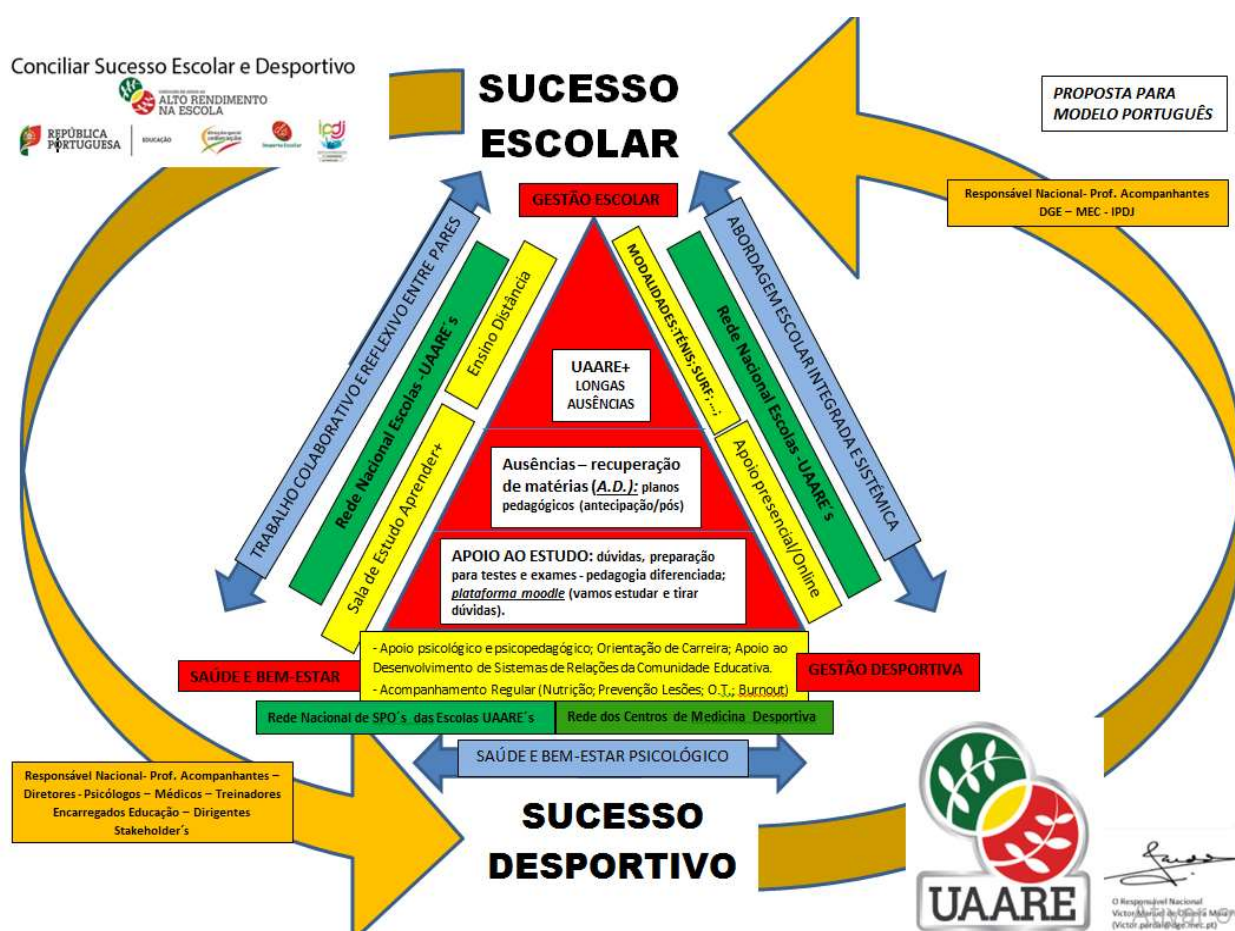 Conciliar Sucesso Escolar e Desportivo
ALTO RENDIMENTO
NA ESCOLA
REPÚBLICA
PORTUGUESA
EDUCAÇÃO
Desporto Escolar
ipdj
SUCESSO
ESCOLAR
PROPOSTA PARA
MODELO PORTUGUÊS
Responsável Nacional- Prof. Acompanhantes
DGE – MEC - IPDJ
GESTÃO ESCOLAR
TRABALHO COLABORATIVO E REFLEXIVO ENTRE PARES
Rede Nacional Escolas -UAARE´s
Ensino Distância
Sala de Estudo Aprender+
MODALIDADES:TÉNIS; SURF; ...;
Apoio presencial/Online
Rede Nacional Escolas -UAARE´s
ABORDAGEM ESCOLAR INTEGRADA E SISTÉMICA
UAARE+
LONGAS
AUSÊNCIAS
Ausências – recuperação
de matérias (A.D.): planos
pedagógicos (antecipação/pós)
APOIO AO ESTUDO: dúvidas, preparação
para testes e exames - pedagogia diferenciada;
plataforma moodle (vamos estudar e tirar
dúvidas).
SAÚDE E BEM-ESTAR
- Apoio psicológico e psicopedagógico; Orientação de Carreira; Apoio ao
Desenvolvimento de Sistemas de Relações da Comunidade Educativa.
- Acompanhamento Regular (Nutrição; Prevenção Lesões; O.T.; Burnout)
GESTÃO DESPORTIVA
Rede Nacional de SPO´s das Escolas UAARE´s
Rede dos Centros de Medicina Desportiva
SAÚDE E BEM-ESTAR PSICOLÓGICO
Responsável Nacional- Prof. Acompanhantes –
Diretores - Psicólogos – Médicos – Treinadores
Encarregados Educação – Dirigentes
Stakeholder´s
SUCESSO
DESPORTIVO
UAARE
O Responsável Nacional